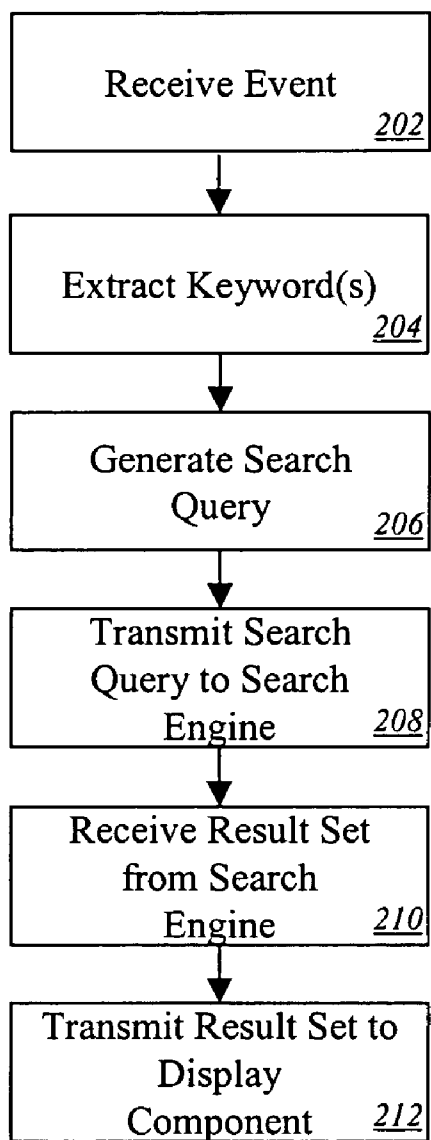 Receive Event
202
Extract Keyword(s)
204
Generate Search
Query
206
Transmit Search
Query to Search
Engine
208
Receive Result Set
from Search
Engine
210
Transmit Result Set to
Display
Component
212